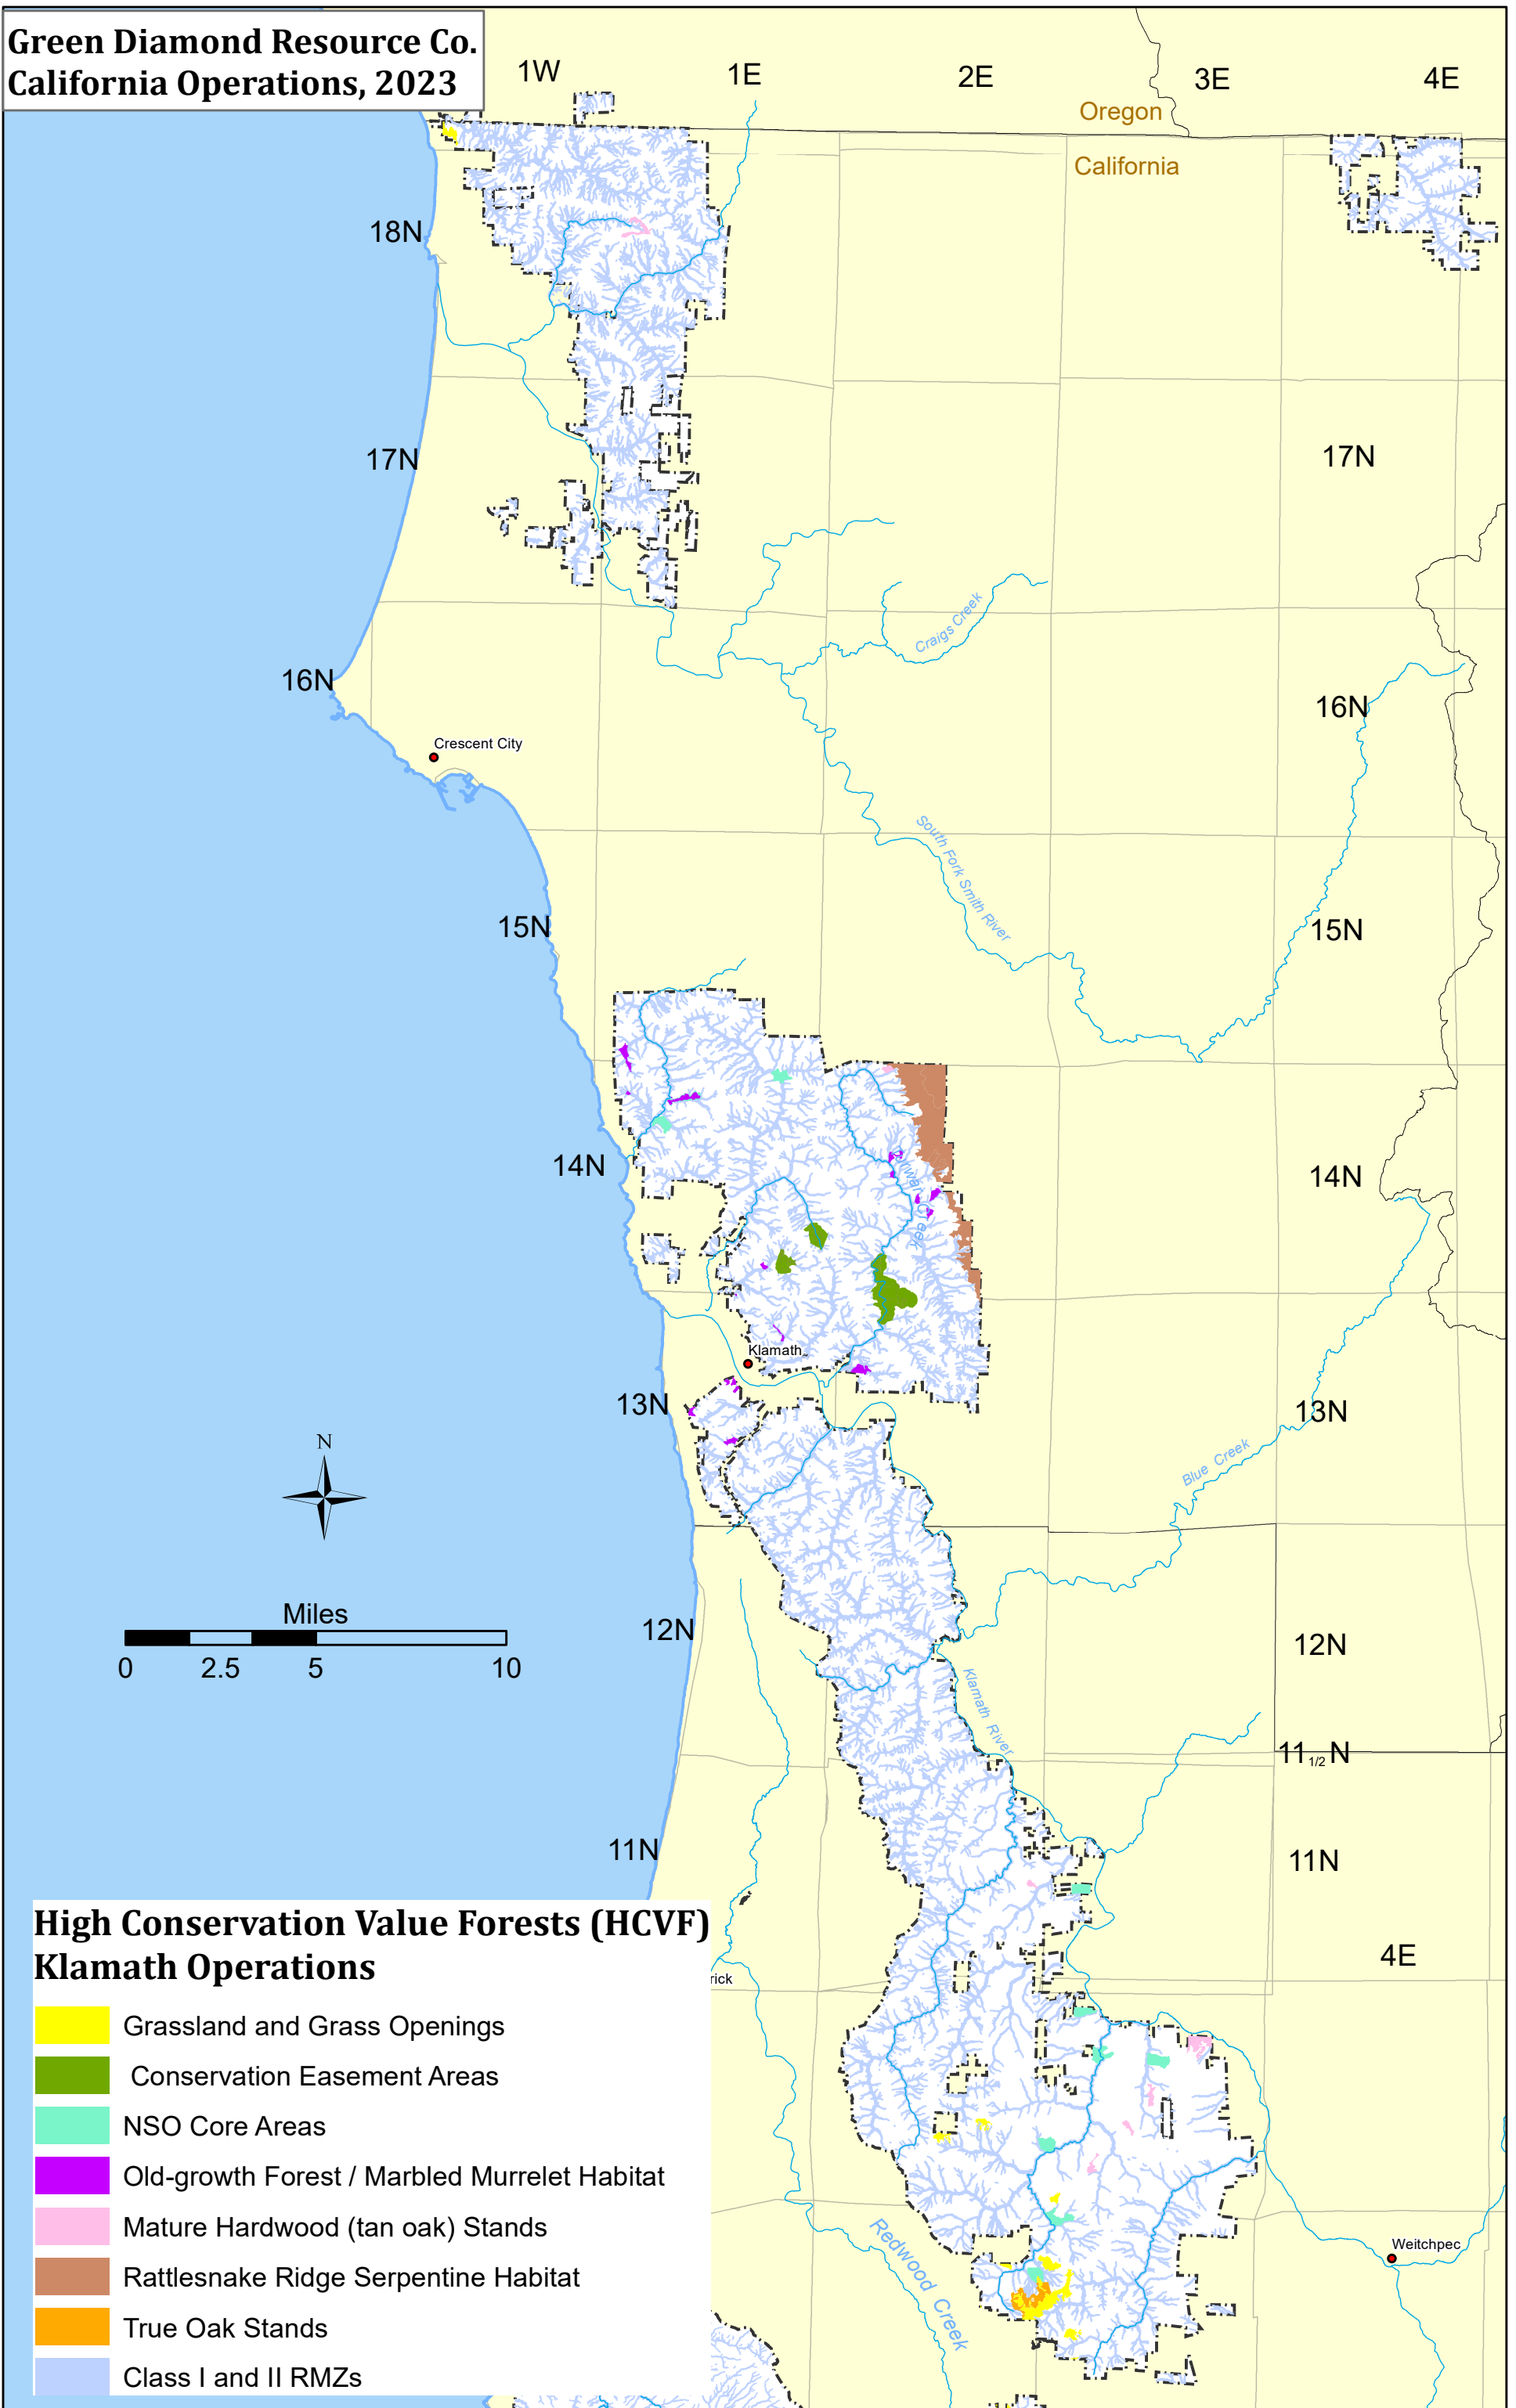 Green Diamond Resource Co.
California Operations, 2023
1W
1E
2E
3E
4E
Oregon
California
18N
17N
17N
Craigs Creek
16N
16N
Crescent City
South Fork Smith River
15N
15N
14N
14N
Creek
Klamath
13N
13N
Blue Creek
N
Miles
0 2.5 5 10
12N
12N
Klamath River
11 1/2 N
11N
11N
4E
High Conservation Value Forests (HCVF)
Klamath Operations
rick
Grassland and Grass Openings
Conservation Easement Areas
NSO Core Areas
Old-growth Forest / Marbled Murrelet Habitat
Mature Hardwood (tan oak) Stands
Rattlesnake Ridge Serpentine Habitat
True Oak Stands
Class I and II RMZs
Redwood Creek
Weitchpec